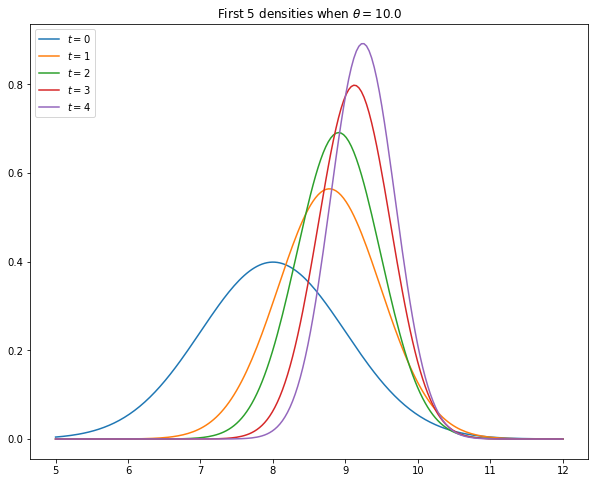 First 5 densities when θ = 10.0
t = 0
t = 1
t = 2
t = 3
t = 4
0.8
0.6
0.4
0.2
0.0
5 6 7 8 9 10 11 12